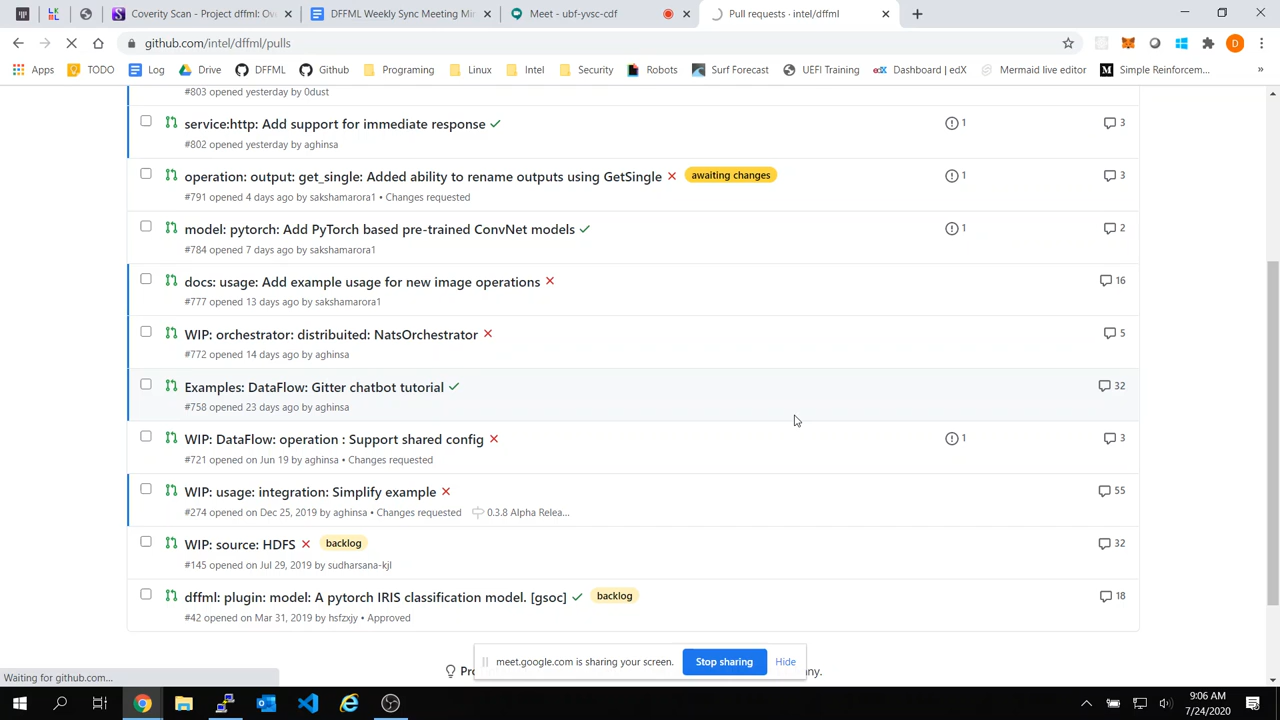 Coverity Scan - Project dffml: Ov
DFFML Weekly Sync Meeting Mi
Meet - ubf-yvsc-cdf
Pull requests · intel/dffml
github.com/intel/dffml/pulls
Apps
TODO
Log
Drive
DFFML
Github
Programing
Linux
Intel
Security
Robots
Surf Forecast
UEFI Training
Dashboard | edX
Mermaid live editor
Simple Reinforcem...
»
#803 opened yesterday by 0dust
service:http: Add support for immediate response
1
3
#802 opened yesterday by aghinsa
operation: output: get_single: Added ability to rename outputs using GetSingle
awaiting changes
1
3
#791 opened 4 days ago by sakshamarora1 • Changes requested
model: pytorch: Add PyTorch based pre-trained ConvNet models
1
2
#784 opened 7 days ago by sakshamarora1
docs: usage: Add example usage for new image operations
16
#777 opened 13 days ago by sakshamarora1
WIP: orchestrator: distribuited: NatsOrchestrator
5
#772 opened 14 days ago by aghinsa
Examples: DataFlow: Gitter chatbot tutorial
32
#758 opened 23 days ago by aghinsa
WIP: DataFlow: operation : Support shared config
1
3
#721 opened on Jun 19 by aghinsa • Changes requested
WIP: usage: integration: Simplify example
55
#274 opened on Dec 25, 2019 by aghinsa • Changes requested
0.3.8 Alpha Relea...
WIP: source: HDFS
backlog
32
#145 opened on Jul 29, 2019 by sudharsana-kjl
dffml: plugin: model: A pytorch IRIS classification model. [gsoc]
backlog
18
#42 opened on Mar 31, 2019 by hsfzxjy • Approved
meet.google.com is sharing your screen.
Stop sharing
Hide
Pro
ny.
Waiting for github.com...
9:06 AM
7/24/2020